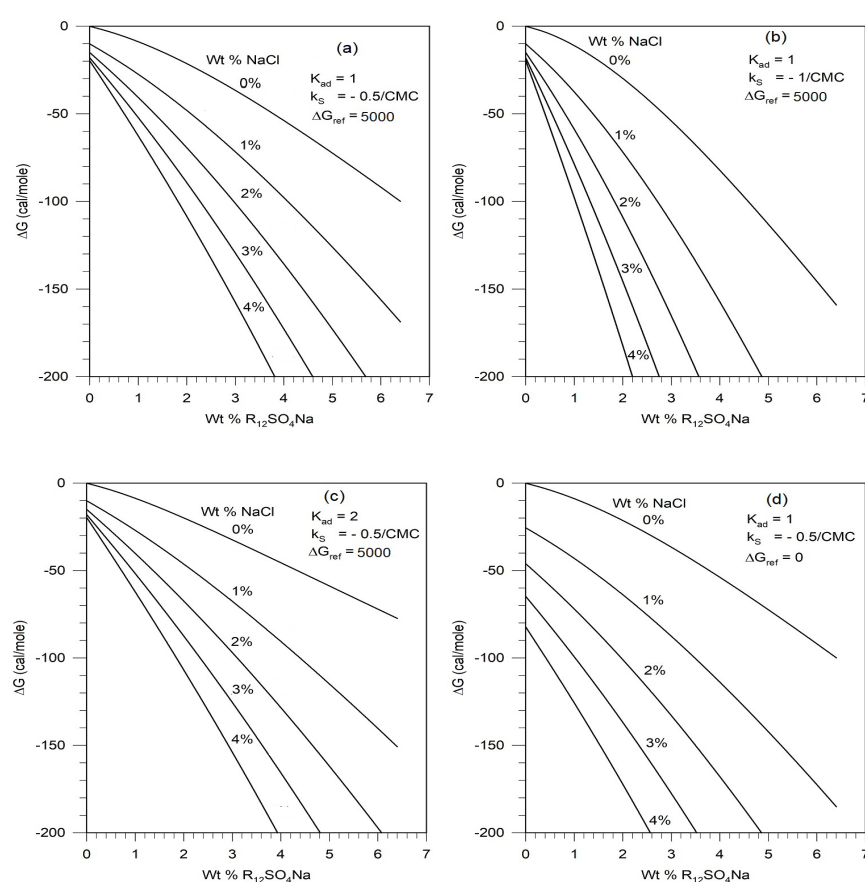 (a)
Wt % NaCl
0%
K_ad = 1
k_S = - 0.5/CMC
ΔG_ref = 5000
1%
2%
3%
4%
0
-50
-100
-150
-200
ΔG (cal/mole)
0 1 2 3 4 5 6 7
Wt % R₁₂SO₄Na
(b)
Wt % NaCl
0%
K_ad = 1
k_S = - 1/CMC
ΔG_ref = 5000
1%
2%
3%
4%
0
-50
-100
-150
-200
ΔG (cal/mole)
0 1 2 3 4 5 6 7
Wt % R₁₂SO₄Na
(c)
Wt % NaCl
0%
K_ad = 2
k_S = - 0.5/CMC
ΔG_ref = 5000
1%
2%
3%
4%
0
-50
-100
-150
-200
ΔG (cal/mole)
0 1 2 3 4 5 6 7
Wt % R₁₂SO₄Na
(d)
Wt % NaCl
0%
K_ad = 1
k_S = - 0.5/CMC
ΔG_ref = 0
1%
2%
3%
4%
0
-50
-100
-150
-200
ΔG (cal/mole)
0 1 2 3 4 5 6 7
Wt % R₁₂SO₄Na